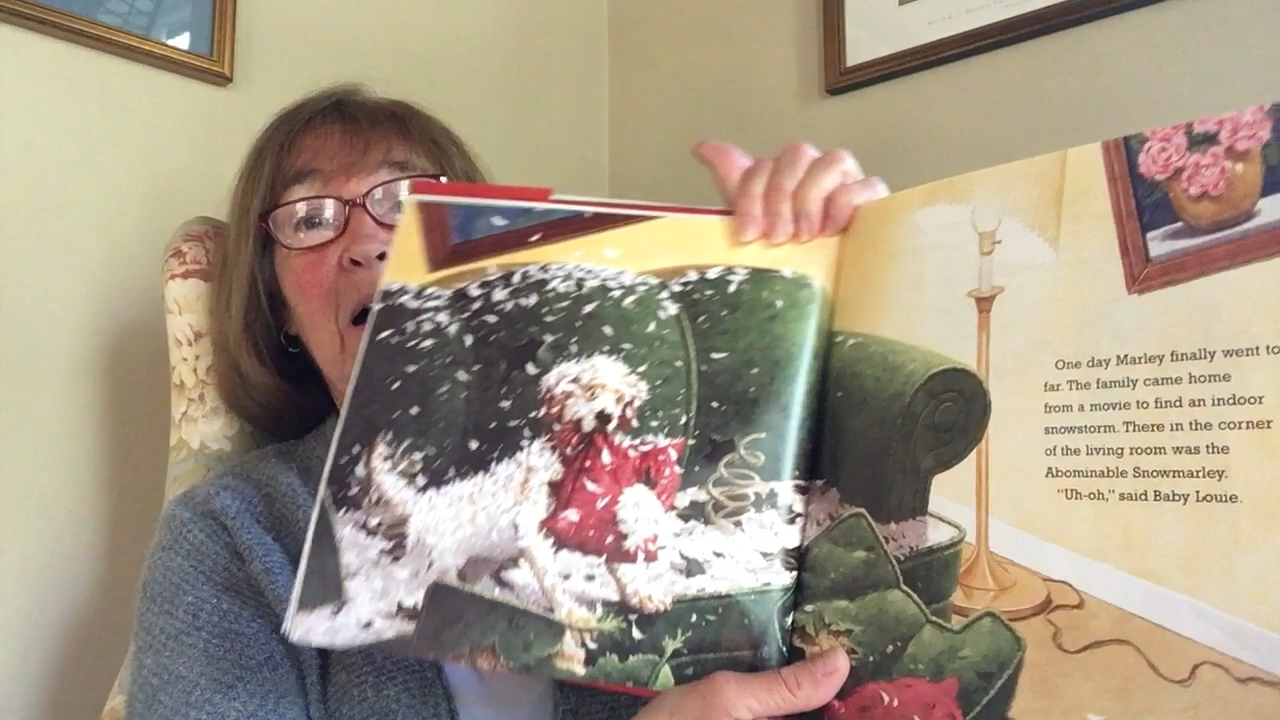 One day Marley finally went to
far. The family came home
from a movie to find an indoor
snowstorm. There in the corner
of the living room was the
Abominable Snowmarley.
"Uh-oh," said Baby Louie.